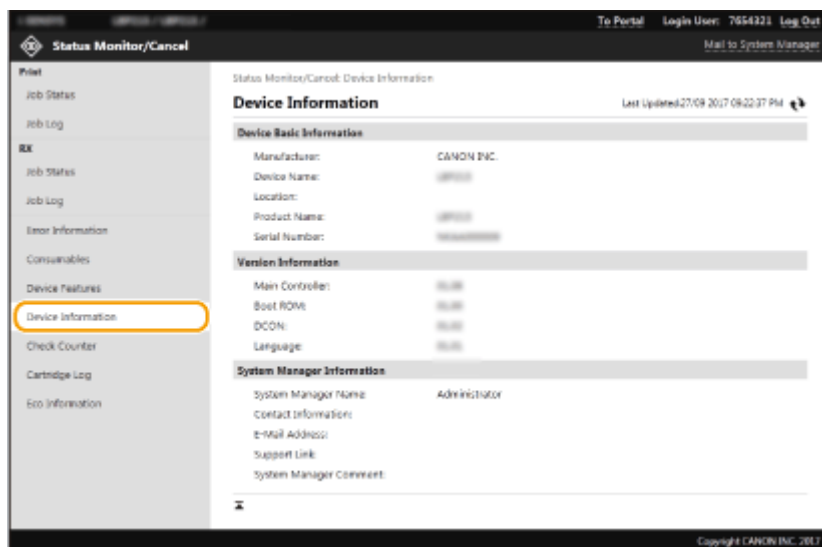 To Portal Login User: 7654321 Log Out
Status Monitor/Cancel
Mail to System Manager
Print
Job Status
Job Log
RX
Job Status
Job Log
Error Information
Consumables
Device Features
Device Information
Check Counter
Cartridge Log
Eco Information
Status Monitor/Cancel: Device Information
Device Information
Last Updated:27/09 2017 09:22:37 PM
Device Basic Information
Manufacturer: CANON INC.
Device Name:
Location:
Product Name:
Serial Number:
Version Information
Main Controller:
Boot ROM:
DCON:
Language:
System Manager Information
System Manager Name: Administrator
Contact Information:
E-Mail Address:
Support Link:
System Manager Comment:
Copyright CANON INC. 2017